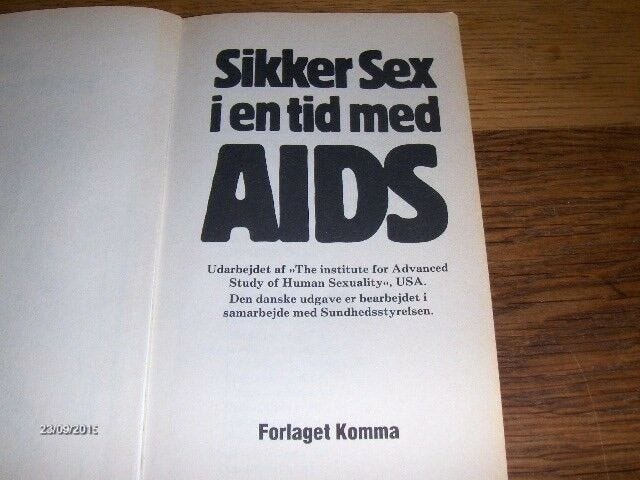 Sikker Sex
i en tid med
AIDS
Udarbejdet af »The institute for Advanced
Study of Human Sexuality«, USA.
Den danske udgave er bearbejdet i
samarbejde med Sundhedsstyrelsen.
Forlaget Komma
23/09/2015